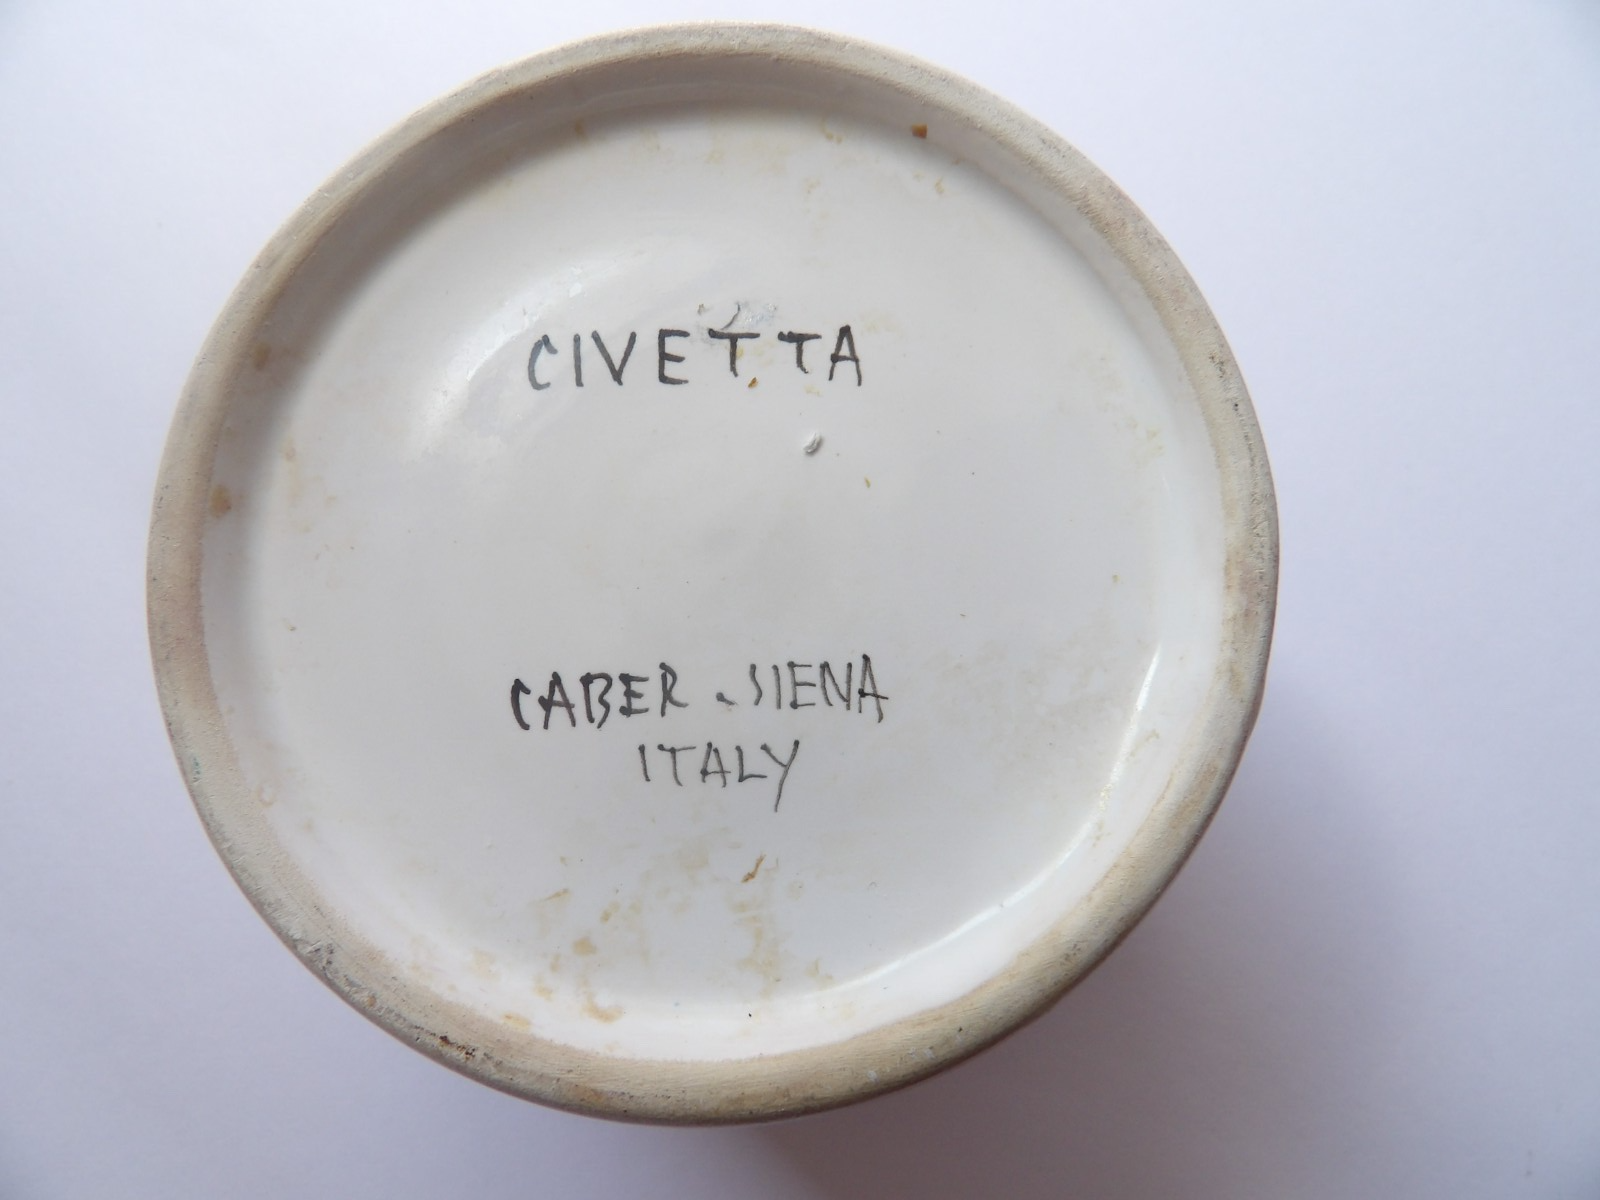 CIVETTA
CABER . SIENA
ITALY